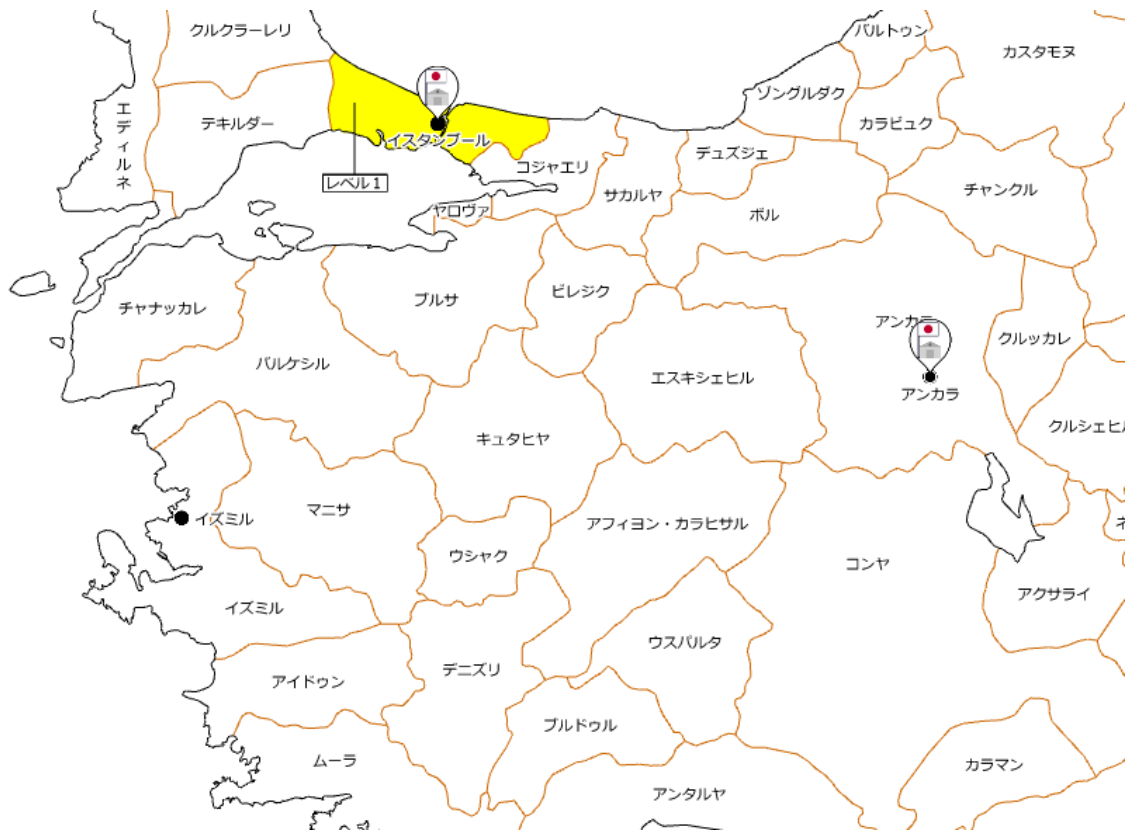 クルクラーレリ
バルトゥン
カスタモヌ
エディルネ
テキルダー
ゾングルダク
カラビュク
イスタンブール
レベル1
コジャエリ
デュズジェ
サカルヤ
ヤロヴァ
ボル
チャンクル
チャナッカレ
ブルサ
ビレジク
アンカラ
クルッカレ
バルケシル
エスキシェヒル
アンカラ
クルシェヒル
キュタヒヤ
マニサ
イズミル
アフィヨン・カラヒサル
ネ
ウシャク
コンヤ
アクサライ
イズミル
ウスパルタ
デニズリ
アイドゥン
ブルドゥル
ムーラ
カラマン
アンタルヤ